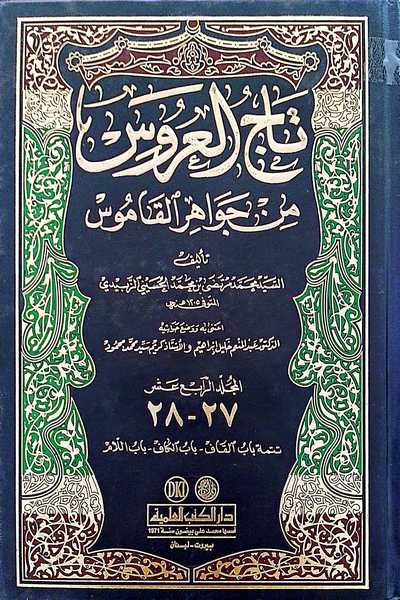 تاج العروس
من جواهر القاموس
تأليف
السيد محمد مرتضى بن محمد الحسيني الزبيدي
المتوفى ١٢٠٥ هجري
اعتنى به ووضع حواشيه
الدكتور عبد المنعم خليل إبراهيم والأستاذ كريم سيد محمد محمود
المجلد الرابع عشر
٢٧-٢٨
تتمة باب القاف - باب الكاف - باب اللام
DKI
دار الكتب العلمية
أسسها محمد علي بيضون سنة 1971
بيروت - لبنان